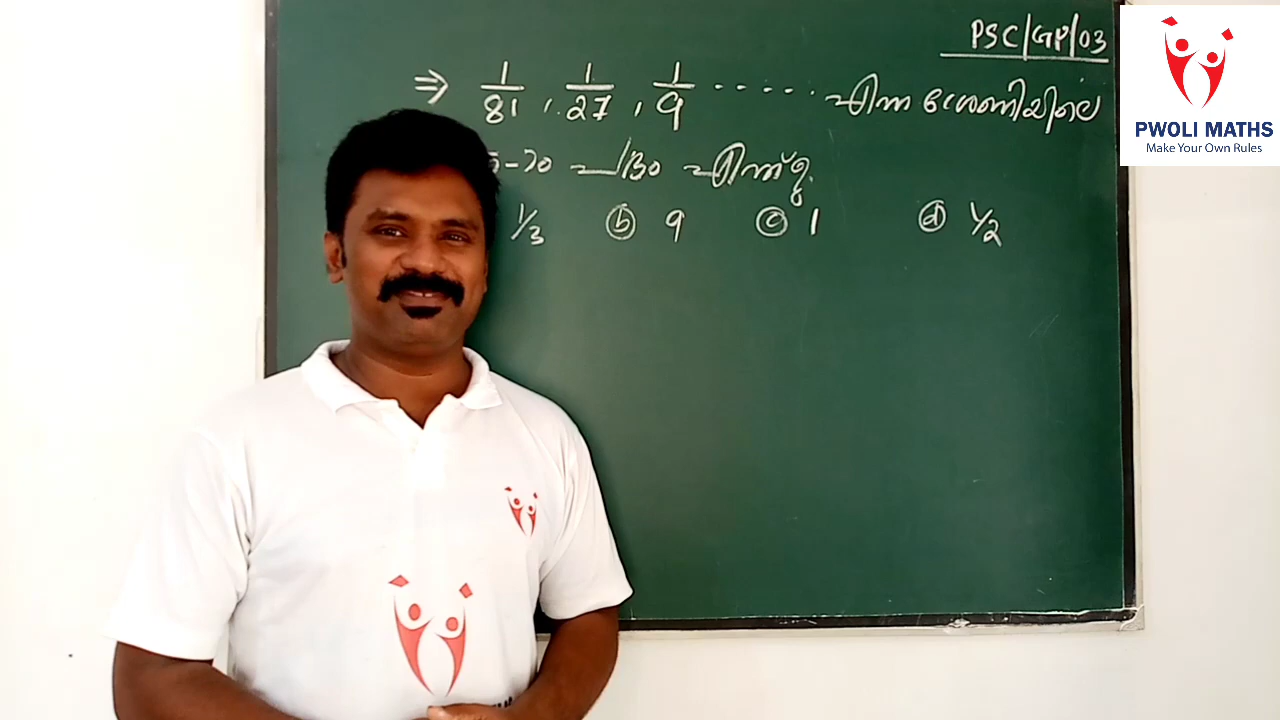 PSC/GP/03
⇒ 1/81, 1/27, 1/9 ...... എന്ന ശ്രേണിയിലെ
-ാം പദം എന്ത്?
1/3 ⓑ 9 ⓒ 1 ⓓ 1/2
PWOLI MATHS
Make Your Own Rules